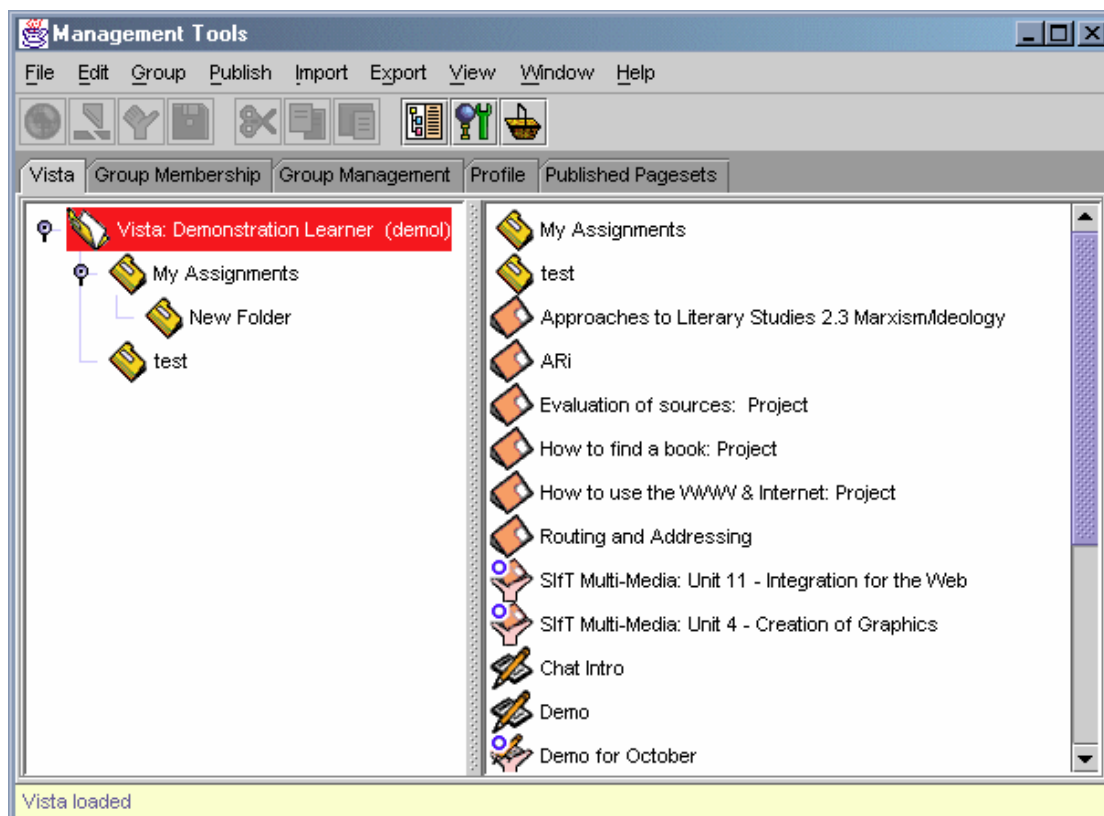 Management Tools
File Edit Group Publish Import Export View Window Help
Vista Group Membership Group Management Profile Published Pagesets
Vista: Demonstration Learner (demol)
My Assignments
New Folder
test
My Assignments
test
Approaches to Literary Studies 2.3 Marxism/Ideology
ARi
Evaluation of sources: Project
How to find a book: Project
How to use the WWW & Internet: Project
Routing and Addressing
SIfT Multi-Media: Unit 11 - Integration for the Web
SIfT Multi-Media: Unit 4 - Creation of Graphics
Chat Intro
Demo
Demo for October
Vista loaded